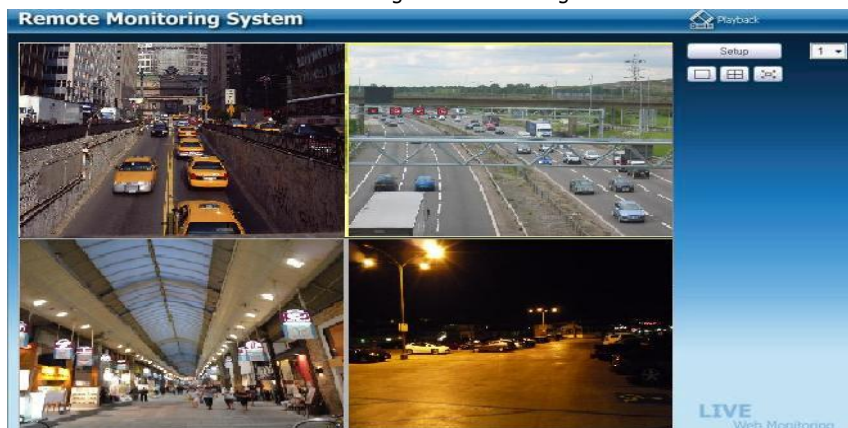 Remote Monitoring System
Playback
Setup
1
LIVE
Web Monitoring